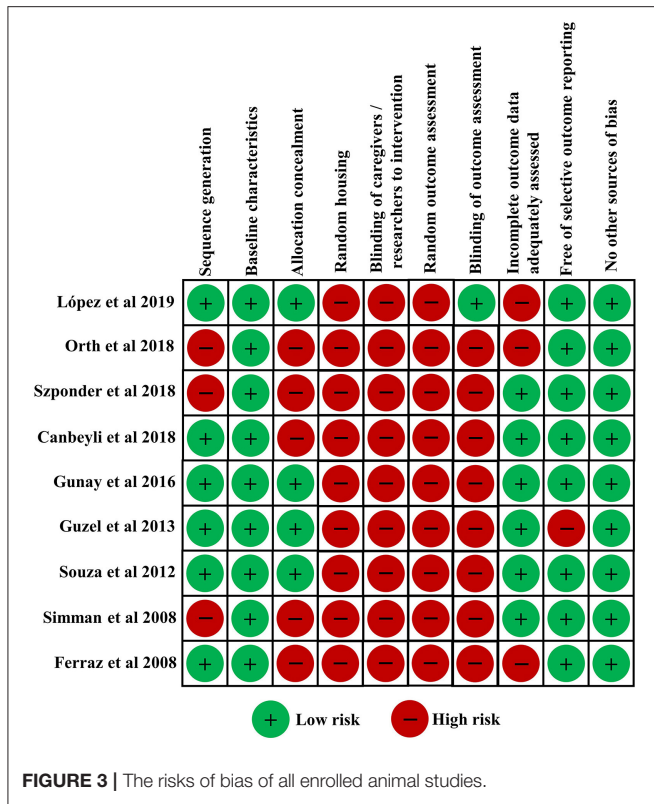 Sequence generation
Baseline characteristics
Allocation concealment
Random housing
Blinding of caregivers /
researchers to intervention
Random outcome assessment
Blinding of outcome assessment
Incomplete outcome data
adequately assessed
Free of selective outcome reporting
No other sources of bias
López et al 2019 + + + − − − + − + +
Orth et al 2018 − + − − − − − − + +
Szponder et al 2018 − + − − − − − + + +
Canbeyli et al 2018 + + − − − − − + + +
Gunay et al 2016 + + + − − − − + + +
Guzel et al 2013 + + + − − − − + − +
Souza et al 2012 + + + − − − − + + +
Simman et al 2008 − + − − − − − + + +
Ferraz et al 2008 + + − − − − − − + +
+ Low risk − High risk
FIGURE 3 | The risks of bias of all enrolled animal studies.